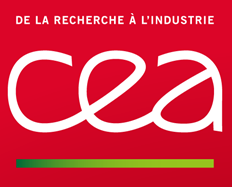 DE LA RECHERCHE À L'INDUSTRIE
cea